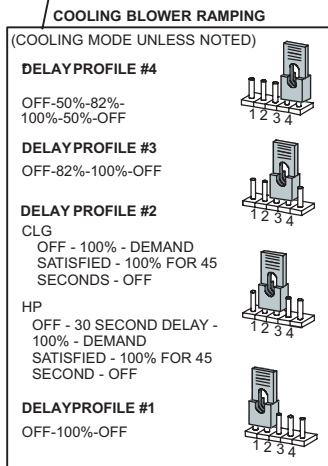 COOLING BLOWER RAMPING
(COOLING MODE UNLESS NOTED)
DELAY PROFILE #4
OFF-50%-82%-
100%-50%-OFF
1 2 3 4
DELAY PROFILE #3
OFF-82%-100%-OFF
1 2 3 4
DELAY PROFILE #2
CLG
OFF - 100% - DEMAND
SATISFIED - 100% FOR 45
SECONDS - OFF
HP
OFF - 30 SECOND DELAY -
100% - DEMAND
SATISFIED - 100% FOR 45
SECOND - OFF
1 2 3 4
DELAYPROFILE #1
OFF-100%-OFF
1 2 3 4